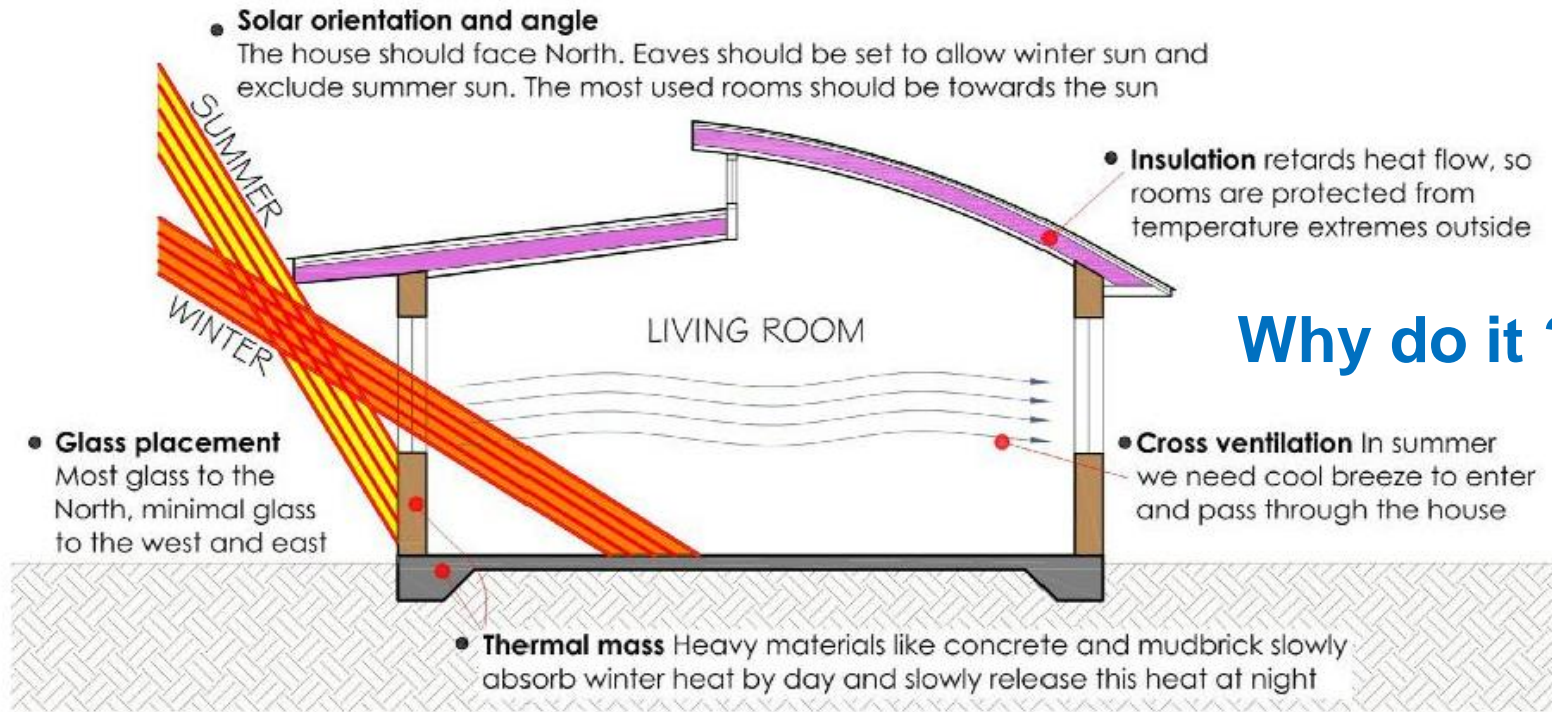 Solar orientation and angle
The house should face North. Eaves should be set to allow winter sun and
exclude summer sun. The most used rooms should be towards the sun
SUMMER
WINTER
Insulation retards heat flow, so
rooms are protected from
temperature extremes outside
LIVING ROOM
Why do it ?
Glass placement
Most glass to the
North, minimal glass
to the west and east
Cross ventilation In summer
we need cool breeze to enter
and pass through the house
Thermal mass Heavy materials like concrete and mudbrick slowly
absorb winter heat by day and slowly release this heat at night